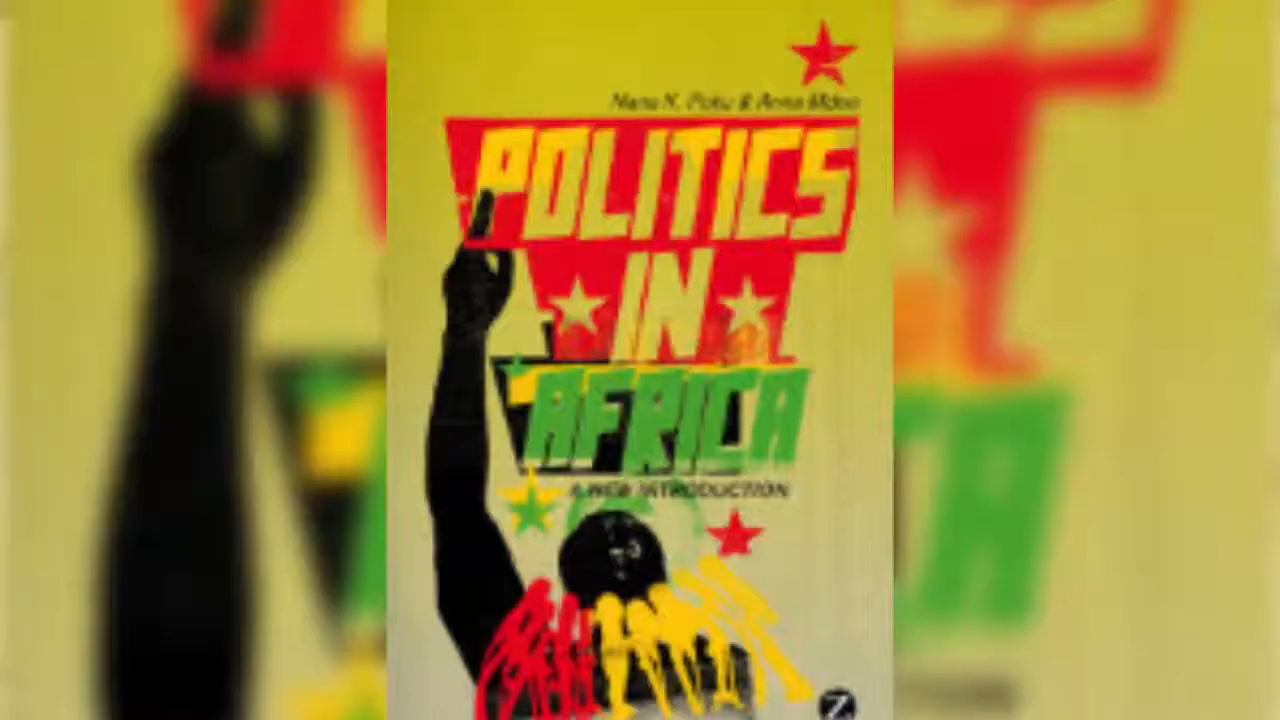 Nana K. Poku & Anna Mdee
POLITICS
IN
AFRICA
A NEW INTRODUCTION
Z